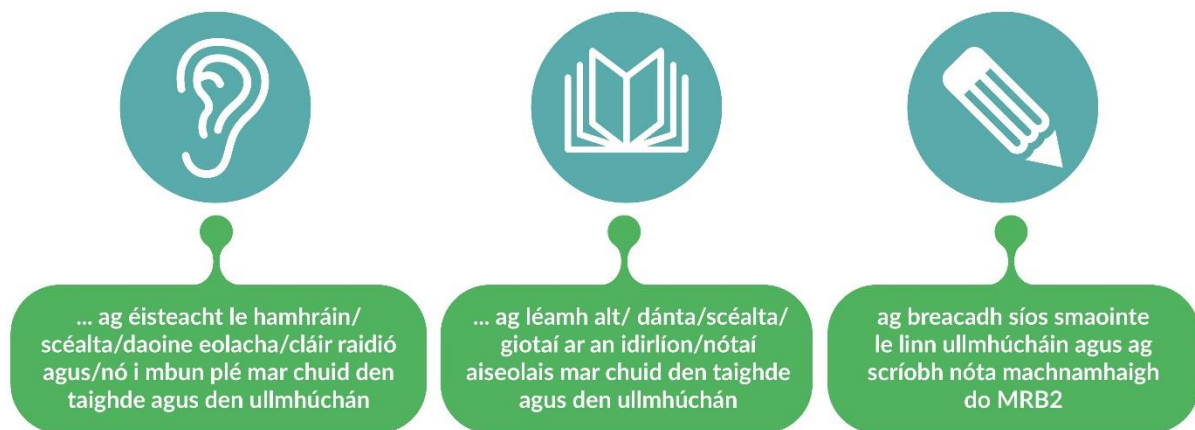 ... ag éisteacht le hamhráin/
scéalta/daoine eolacha/cláir raidió
agus/nó i mbun plé mar chuid den
taighde agus den ullmhúchán
... ag léamh alt/ dánta/scéalta/
giotaí ar an idirlíon/nótaí
aiseolais mar chuid den taighde
agus den ullmhúchán
ag breacadh síos smaointe
le linn ullmhúcháin agus ag
scríobh nóta machnamhaigh
do MRB2